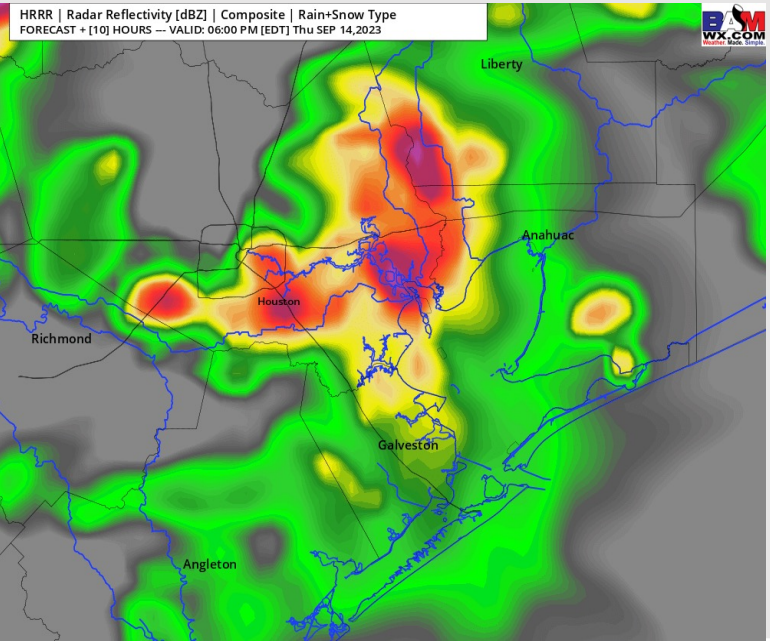 HRRR | Radar Reflectivity [dBZ] | Composite | Rain+Snow Type
FORECAST + [10] HOURS --- VALID: 06:00 PM [EDT] Thu SEP 14,2023
BAM
WX.COM
Weather. Made. Simple.
Liberty
Anahuac
Houston
Richmond
Galveston
Angleton